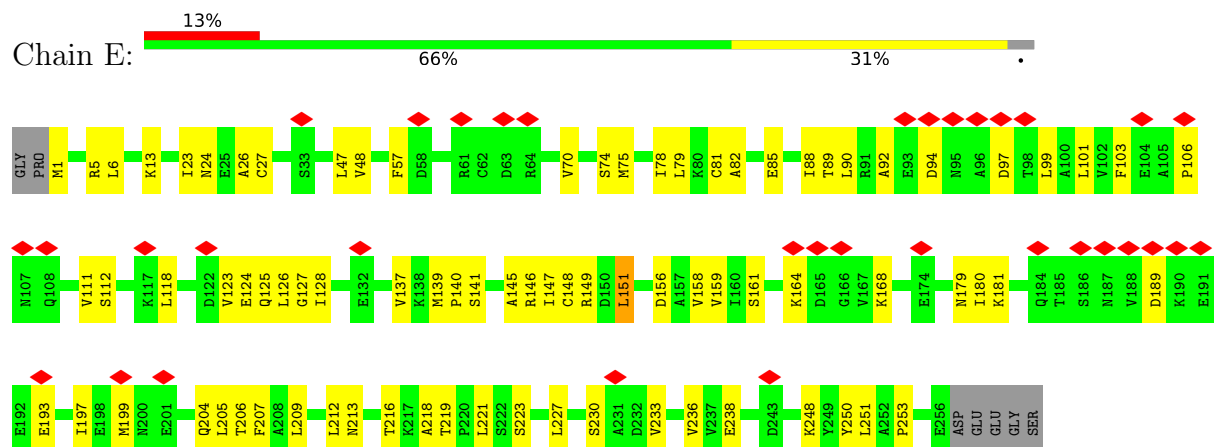 13%
Chain E:
66% 31% •
GLY PRO M1 R5 L6 K13 I23 N24 E25 A26 C27 S33 L47 V48 F57 D58 R61 C62 D63 R64 V70 S74 M75 I78 L79 K80 C81 A82 E85 I88 T89 L90 R91 A92 E93 D94 N95 A96 D97 T98 L99 A100 L101 V102 F103 E104 A105 P106
N107 Q108 V111 S112 K117 L118 D122 V123 E124 Q125 L126 G127 I128 E132 V137 K138 M139 P140 S141 A145 R146 I147 C148 R149 D150 L151 D156 A157 V158 V159 I160 S161 K164 D165 G166 V167 K168 E174 N179 I180 K181 Q184 T185 S186 N187 V188 D189 K190 E191
E192 E193 I197 E198 M199 N200 E201 Q204 L205 T206 F207 A208 L209 L212 N213 T216 K217 A218 T219 P220 L221 S222 S223 L227 S230 A231 D232 V233 V236 V237 E238 D243 K248 Y249 Y250 L251 A252 P253 E256 ASP GLU GLU GLY SER